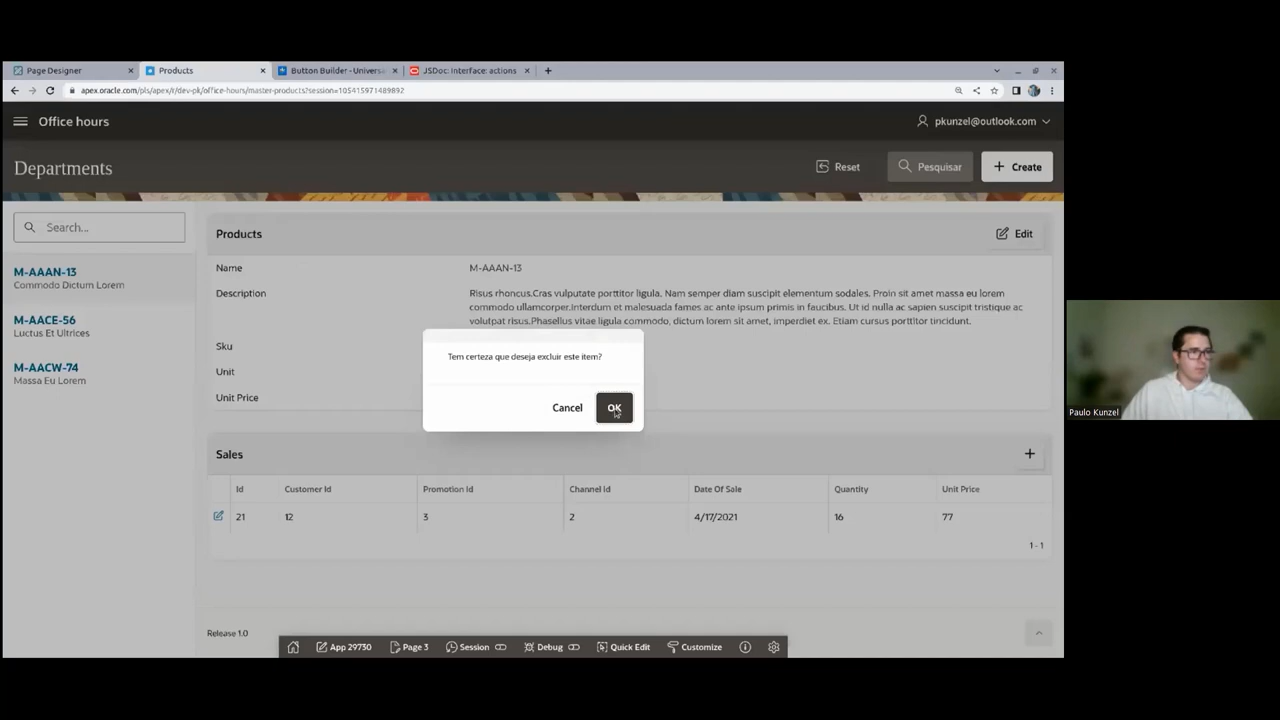 Page Designer
Products
Button Builder - Univers
JSDoc: Interface: actions
apex.oracle.com/pls/apex/r/dev-pk/office-hours/master-products?session=105415971489892
Office hours
pkunzel@outlook.com
Departments
Reset
Pesquisar
Create
Search...
Products
Edit
M-AAAN-13
Commodo Dictum Lorem
M-AACE-56
Luctus Et Ultrices
M-AACW-74
Massa Eu Lorem
Name
M-AAAN-13
Description
Risus rhoncus.Cras vulputate porttitor ligula. Nam semper diam suscipit elementum sodales. Proin sit amet massa eu lorem
commodo ullamcorper.Interdum et malesuada fames ac ante ipsum primis in faucibus. Ut id nulla ac sapien suscipit tristique ac
volutpat risus.Phasellus vitae ligula commodo, dictum lorem sit amet, imperdiet ex. Etiam cursus porttitor tincidunt.
Sku
Unit
Unit Price
Tem certeza que deseja excluir este item?
Cancel
OK
Sales
Id Customer Id Promotion Id Channel Id Date Of Sale Quantity Unit Price
21 12 3 2 4/17/2021 16 77
1 - 1
Release 1.0
App 29730
Page 3
Session
Debug
Quick Edit
Customize
Paulo Kunzel